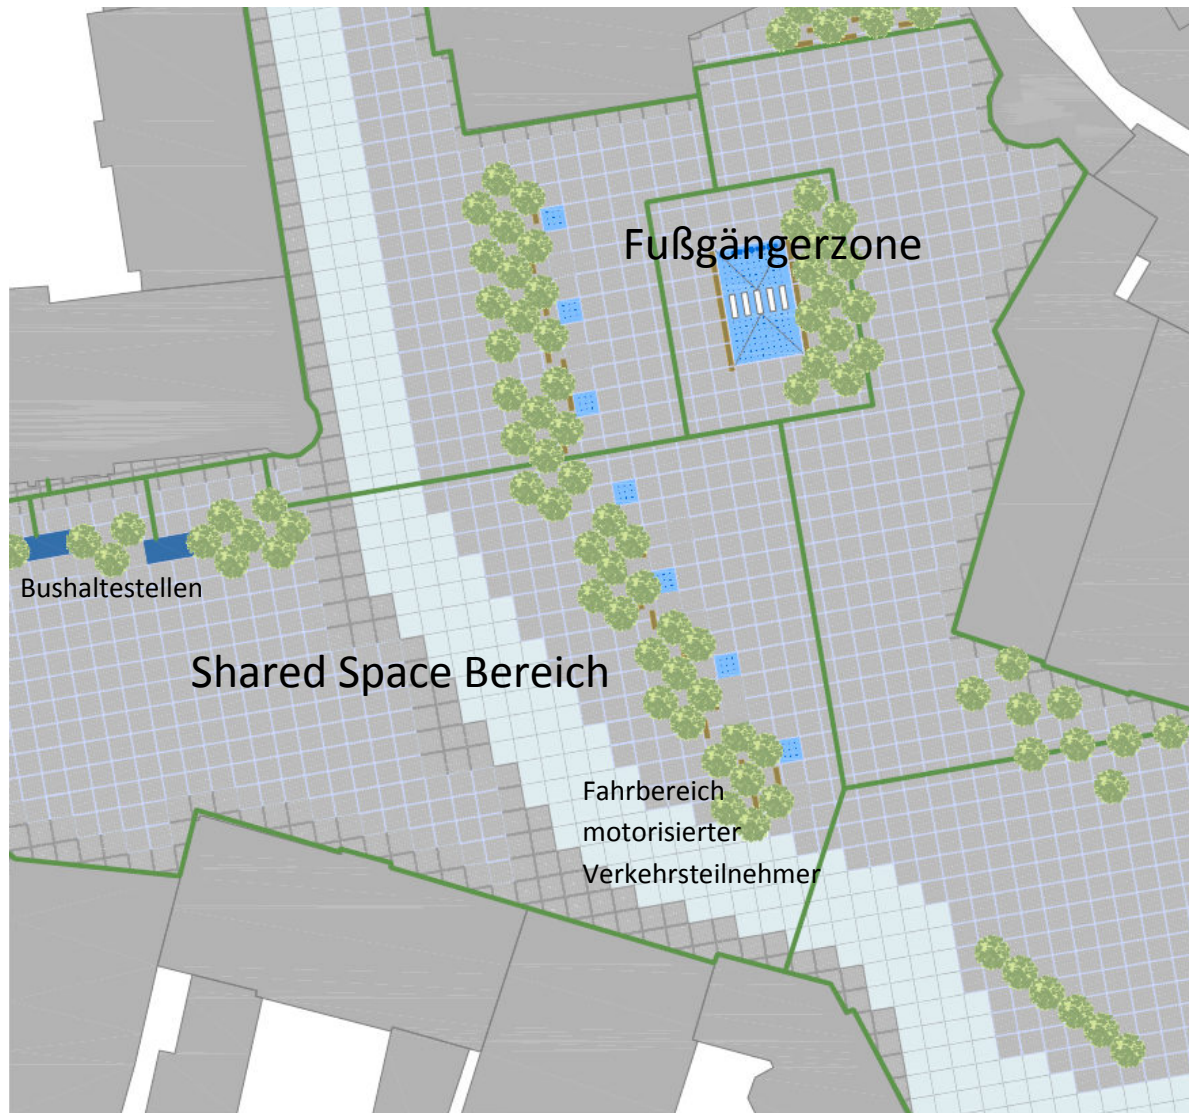 Fußgängerzone
Bushaltestellen
Shared Space Bereich
Fahrbereich
motorisierter
Verkehrsteilnehmer